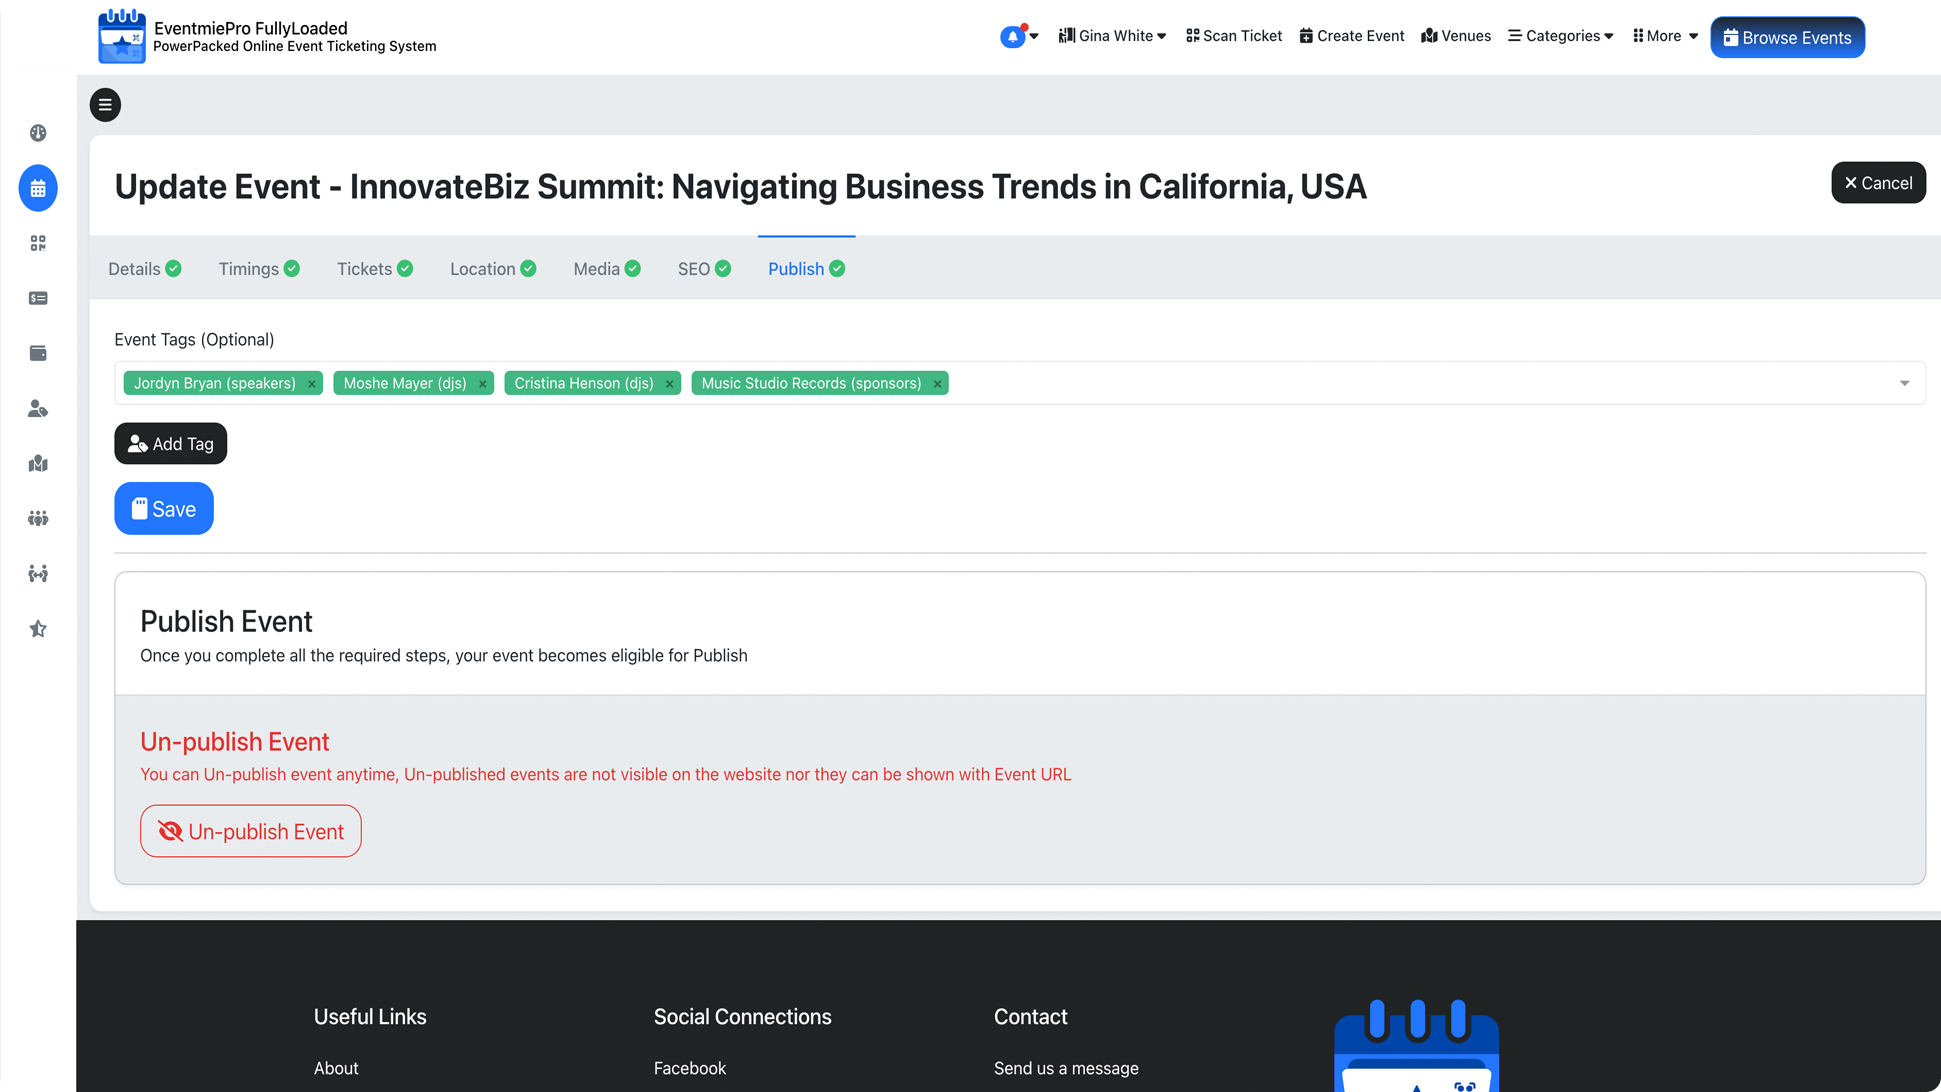 EventmiePro FullyLoaded
PowerPacked Online Event Ticketing System
Gina White
Scan Ticket
Create Event
Venues
Categories
More
Browse Events
Update Event - InnovateBiz Summit: Navigating Business Trends in California, USA
Cancel
Details
Timings
Tickets
Location
Media
SEO
Publish
Event Tags (Optional)
Jordyn Bryan (speakers) ×
Moshe Mayer (djs) ×
Cristina Henson (djs) ×
Music Studio Records (sponsors) ×
Add Tag
Save
Publish Event
Once you complete all the required steps, your event becomes eligible for Publish
Un-publish Event
You can Un-publish event anytime, Un-published events are not visible on the website nor they can be shown with Event URL
Un-publish Event
Useful Links
Social Connections
Contact
About
Facebook
Send us a message